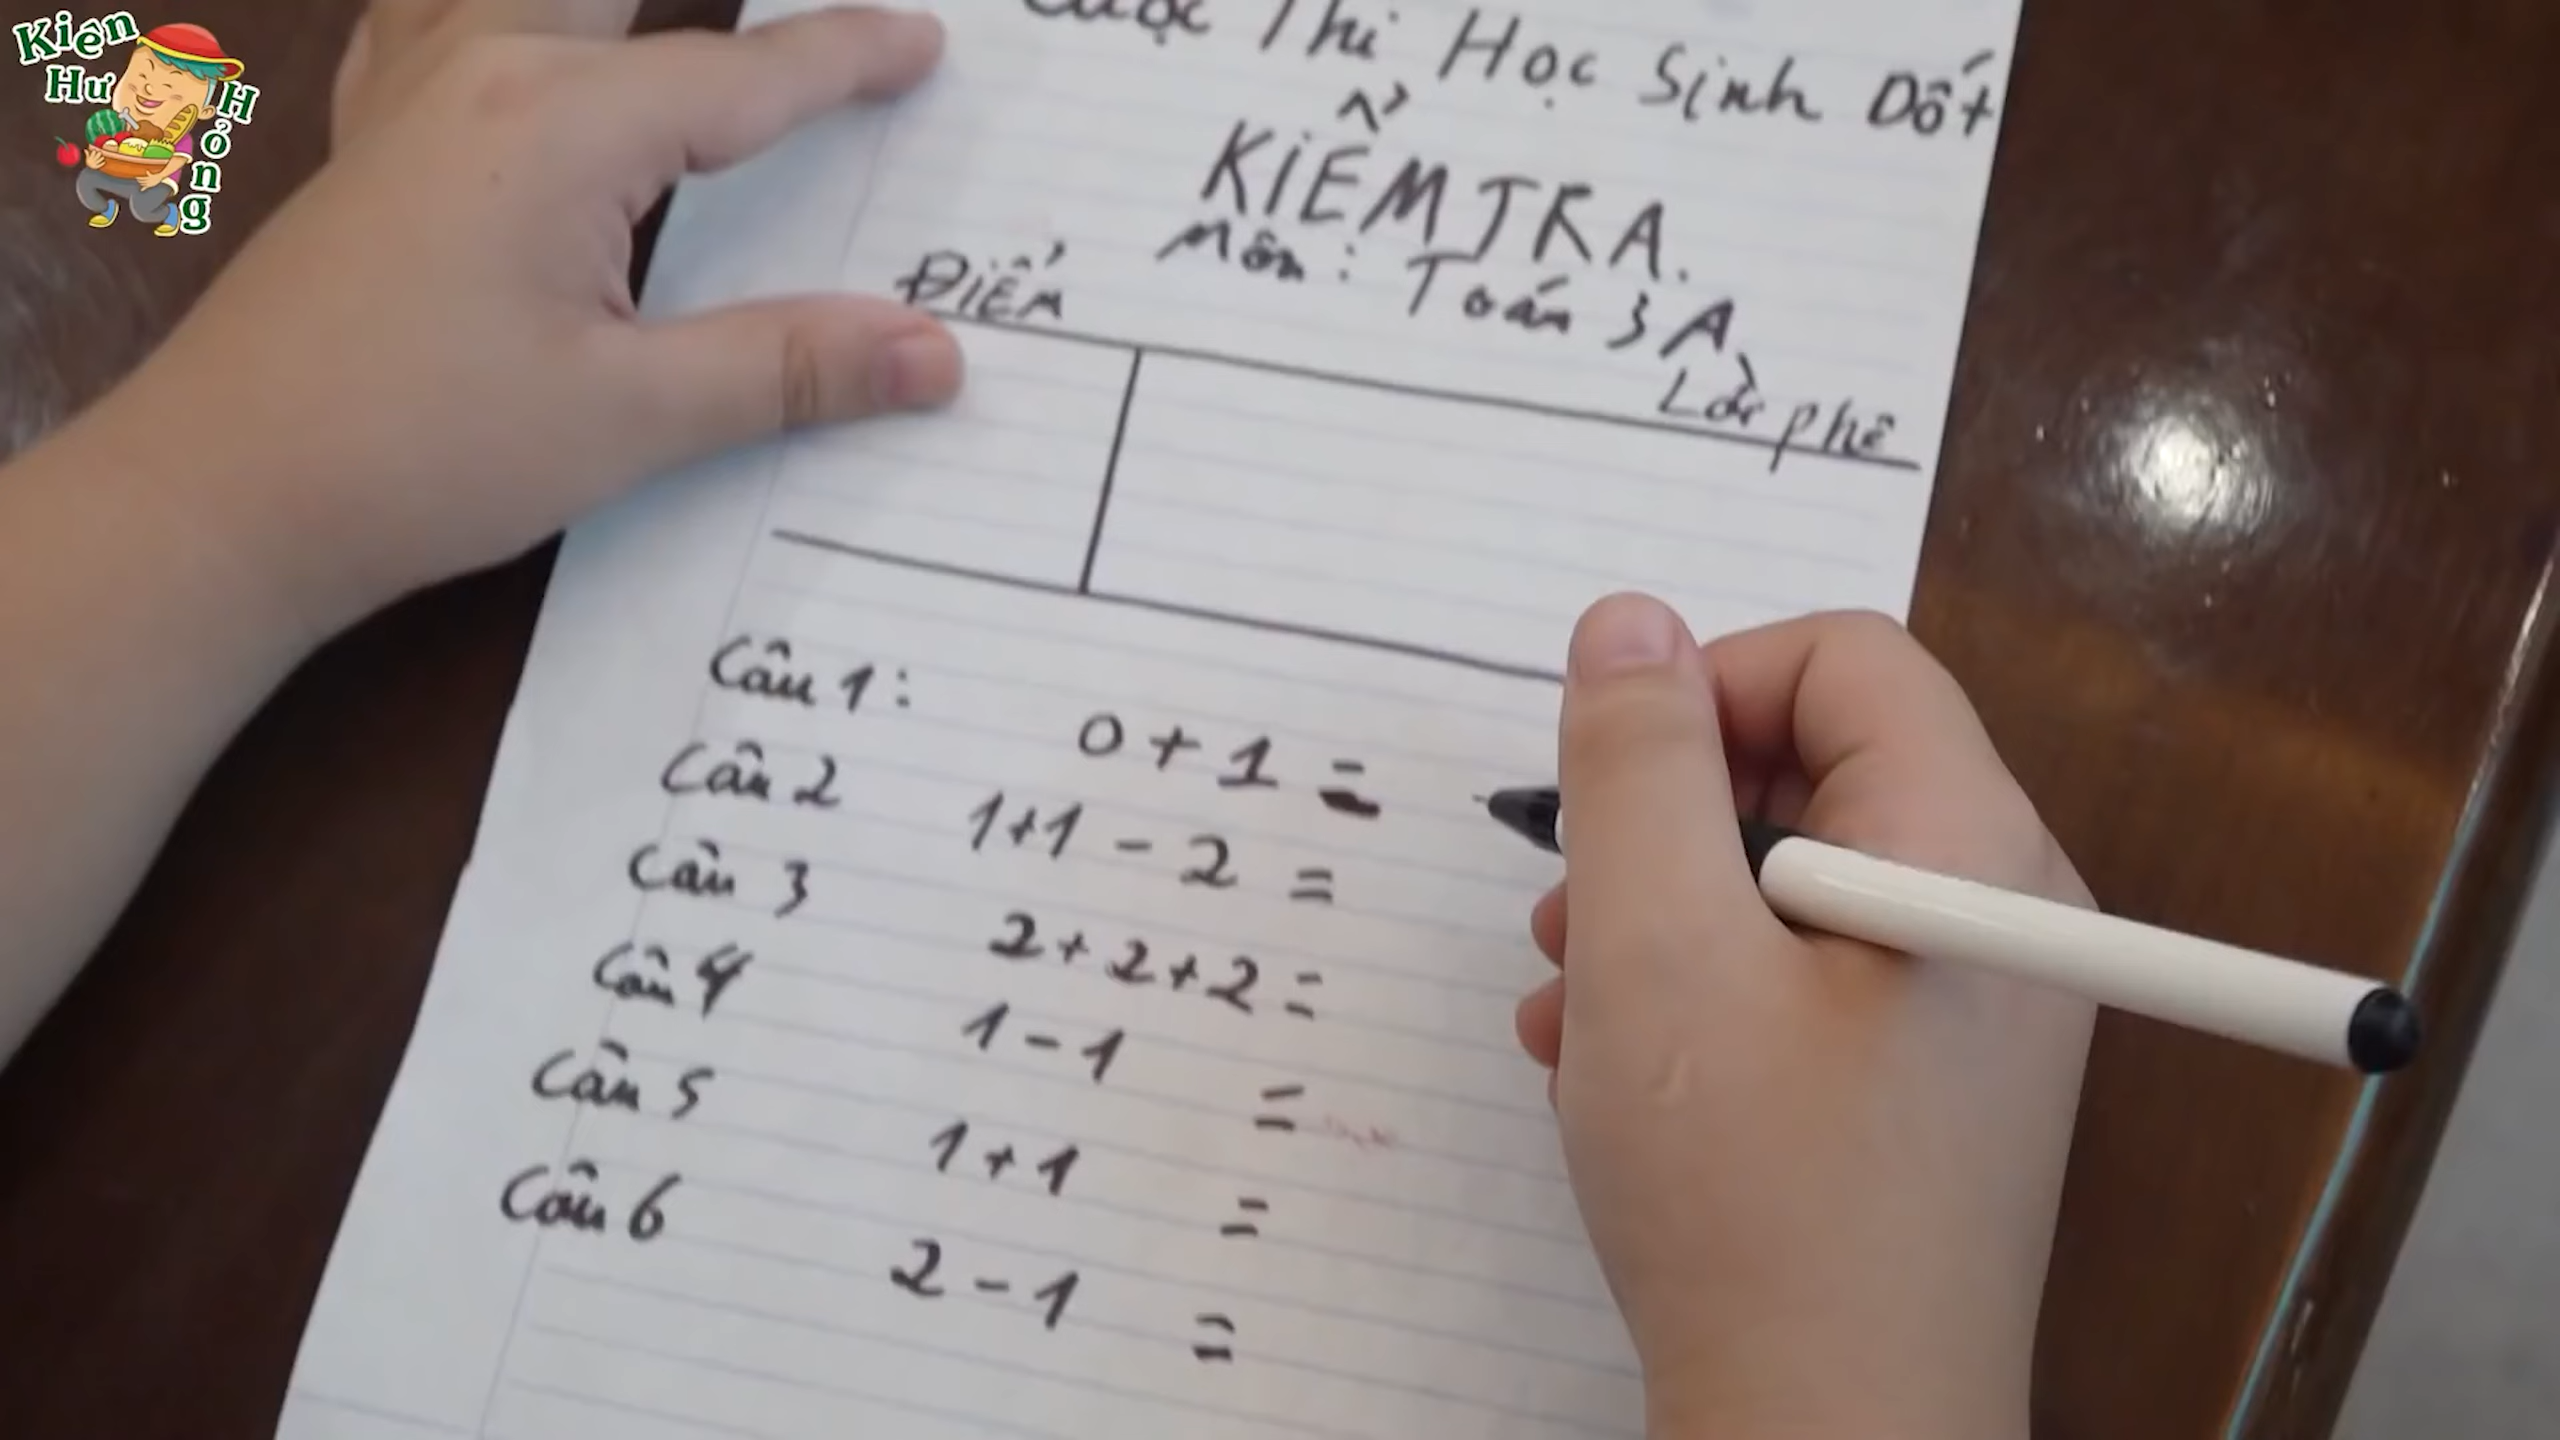 Kiên
Hư
Hỏng
Cuộc Thi Học Sinh Dốt
KIỂM TRA.
Môn: Toán 3A.
ĐIỂM
Lời phê
Câu 1:
0 + 1 =
Câu 2
1+1 - 2 =
Câu 3
2+2+2=
Câu 4
1-1 =
Câu 5
1+1 =
Câu 6
2-1 =